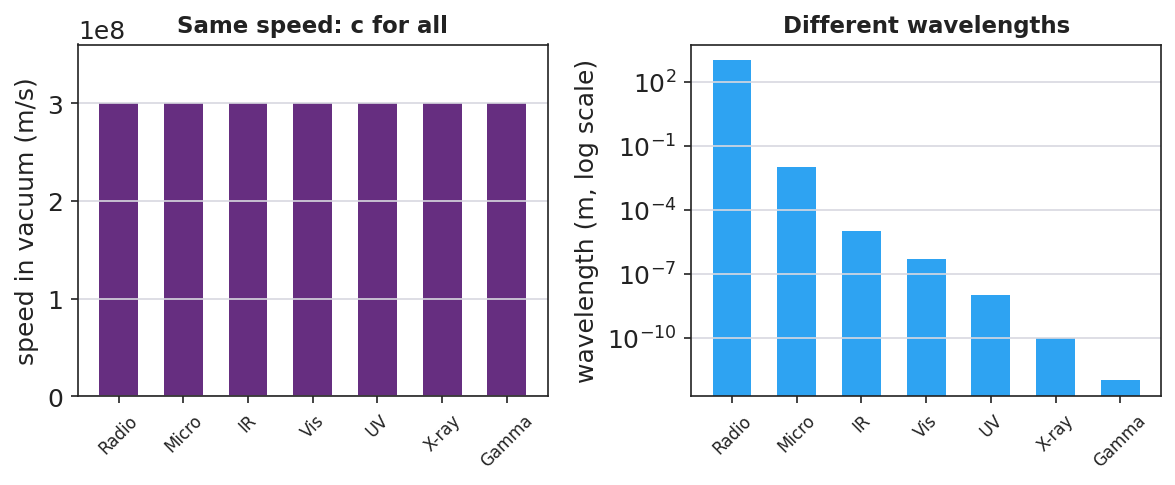 Same speed: c for all
1e8
speed in vacuum (m/s)
3
2
1
0
Radio
Micro
IR
Vis
UV
X-ray
Gamma
Different wavelengths
wavelength (m, log scale)
10²
10⁻¹
10⁻⁴
10⁻⁷
10⁻¹⁰
Radio
Micro
IR
Vis
UV
X-ray
Gamma